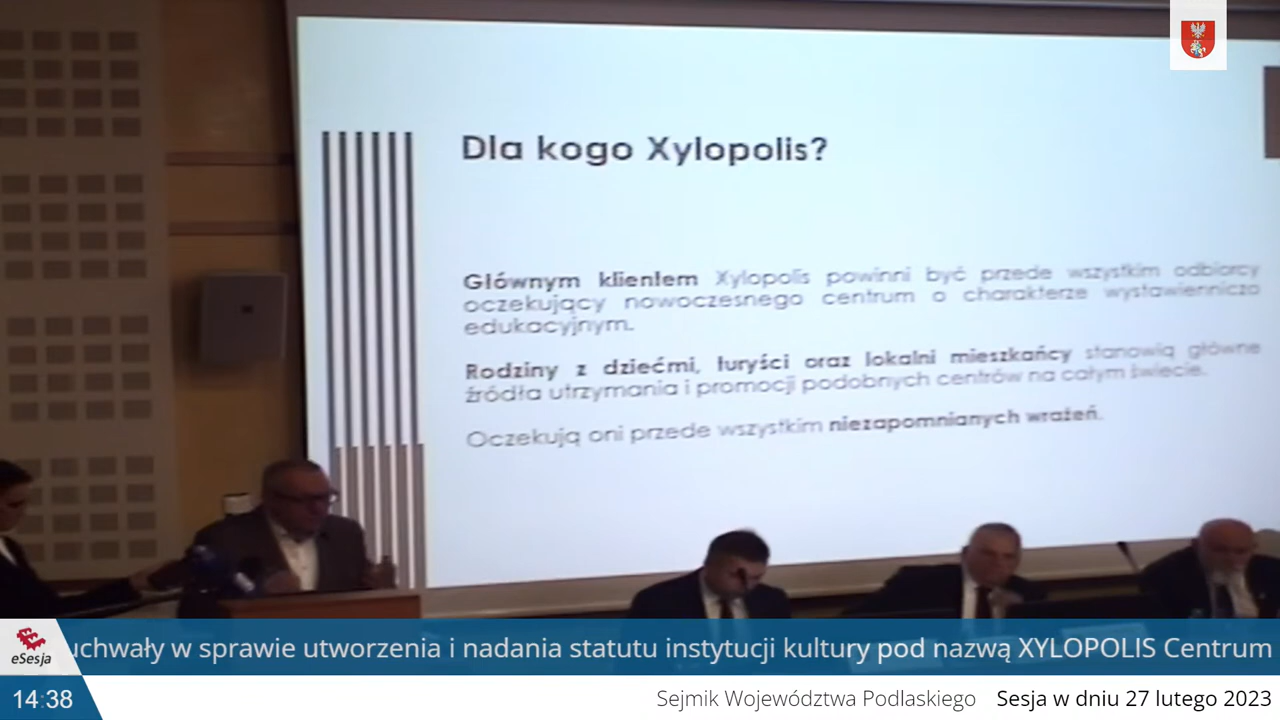 Dla kogo Xylopolis?
Głównym klientem Xylopolis powinni być przede wszystkim odbiorcy
oczekujący nowoczesnego centrum o charakterze wystawienniczo
edukacyjnym.
Rodziny z dziećmi, turyści oraz lokalni mieszkańcy stanowią główne
źródła utrzymania i promocji podobnych centrów na całym świecie.
Oczekują oni przede wszystkim niezapomnianych wrażeń.
uchwały w sprawie utworzenia i nadania statutu instytucji kultury pod nazwą XYLOPOLIS Centrum
eSesja
14:38
Sejmik Województwa Podlaskiego Sesja w dniu 27 lutego 2023